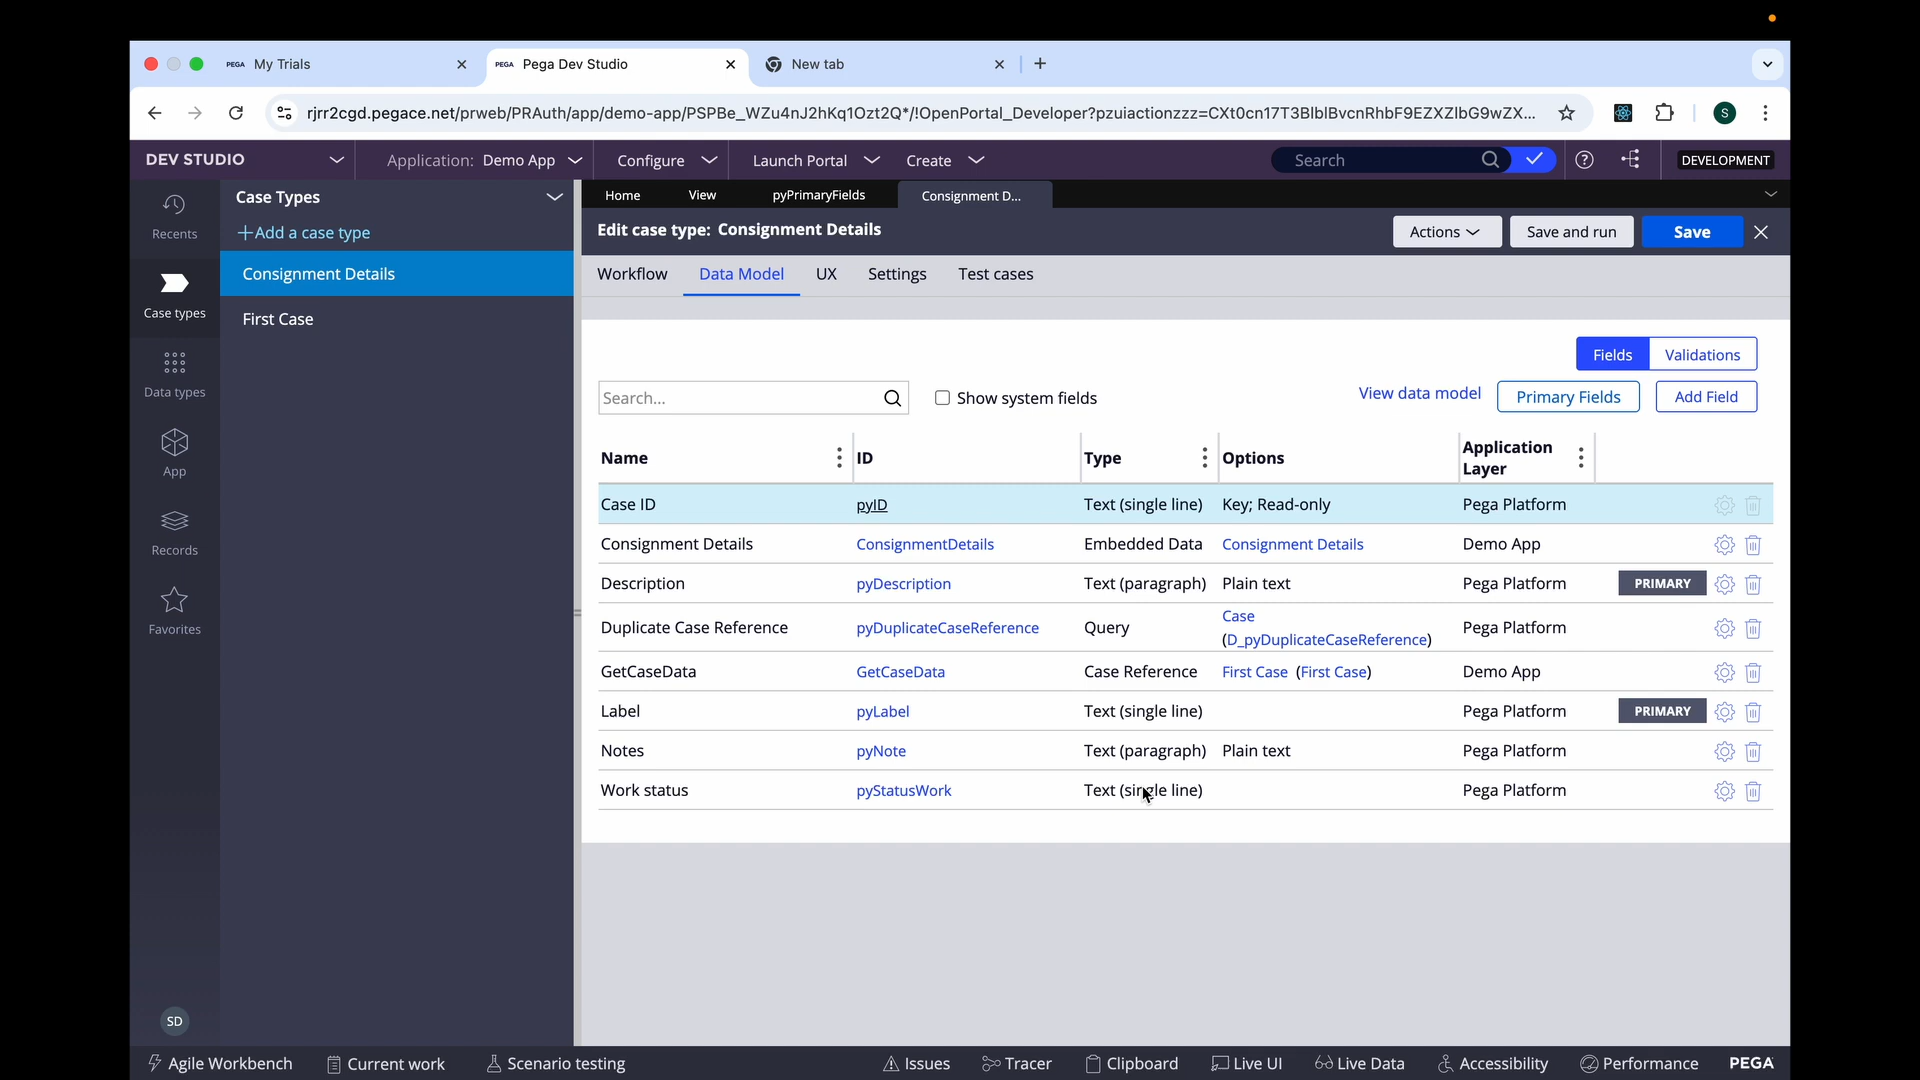 PEGA My Trials
PEGA Pega Dev Studio
New tab
rjrr2cgd.pegace.net/prweb/PRAuth/app/demo-app/PSPBe_WZu4nJ2hKq1Ozt2Q*/!OpenPortal_Developer?pzuiactionzzz=CXt0cn17T3BlblBvcnRhbF9EZXZlbG9wZX...
S
DEV STUDIO
Application: Demo App
Configure
Launch Portal
Create
Search
DEVELOPMENT
Recents
Case types
Data types
App
Records
Favorites
SD
Case Types
+Add a case type
Consignment Details
First Case
Home
View
pyPrimaryFields
Consignment D...
Edit case type: Consignment Details
Actions
Save and run
Save
Workflow
Data Model
UX
Settings
Test cases
Fields
Validations
Search...
Show system fields
View data model
Primary Fields
Add Field
Name ID Type Options Application Layer
Case ID pyID Text (single line) Key; Read-only Pega Platform
Consignment Details ConsignmentDetails Embedded Data Consignment Details Demo App
Description pyDescription Text (paragraph) Plain text Pega Platform PRIMARY
Duplicate Case Reference pyDuplicateCaseReference Query Case (D_pyDuplicateCaseReference) Pega Platform
GetCaseData GetCaseData Case Reference First Case (First Case) Demo App
Label pyLabel Text (single line) Pega Platform PRIMARY
Notes pyNote Text (paragraph) Plain text Pega Platform
Work status pyStatusWork Text (single line) Pega Platform
Agile Workbench
Current work
Scenario testing
Issues
Tracer
Clipboard
Live UI
Live Data
Accessibility
Performance
PEGA